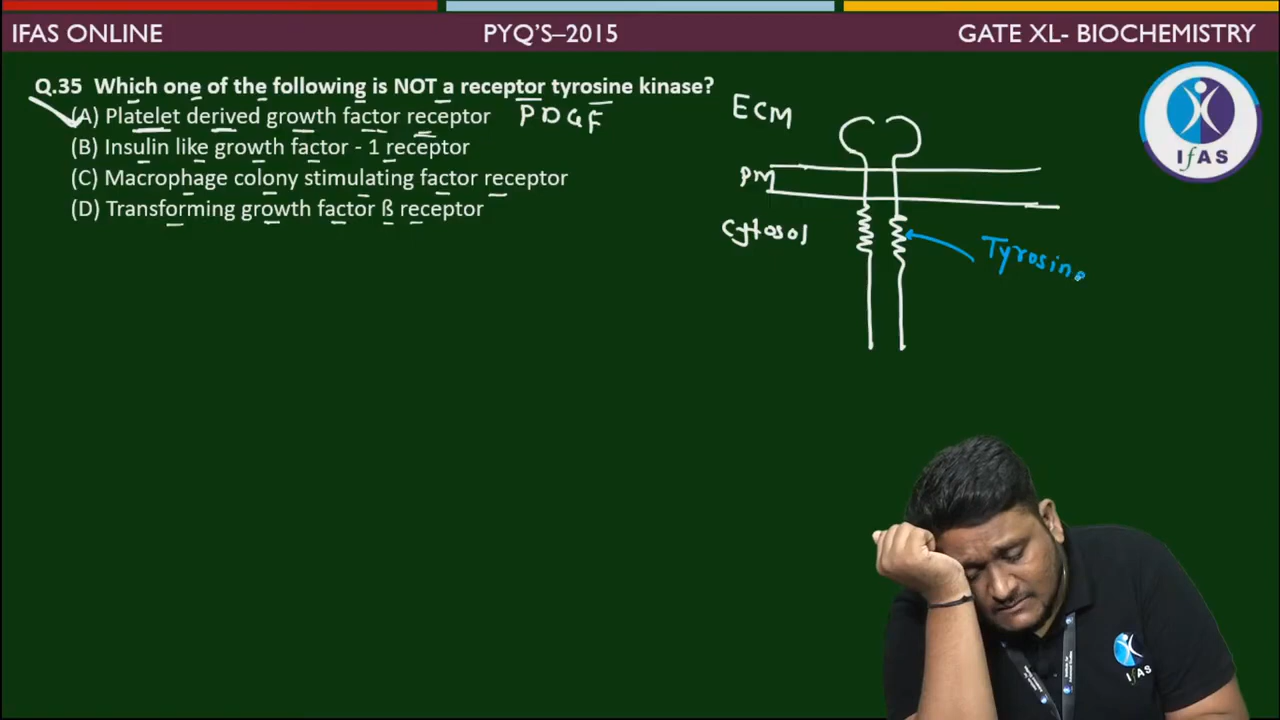 IFAS ONLINE
PYQ'S–2015
GATE XL- BIOCHEMISTRY
Q.35 Which one of the following is NOT a receptor tyrosine kinase?
(A) Platelet derived growth factor receptor PDGF
(B) Insulin like growth factor - 1 receptor
(C) Macrophage colony stimulating factor receptor
(D) Transforming growth factor ß receptor
ECM
PM
Cytosol
Tyrosine
IfAS
IfAS